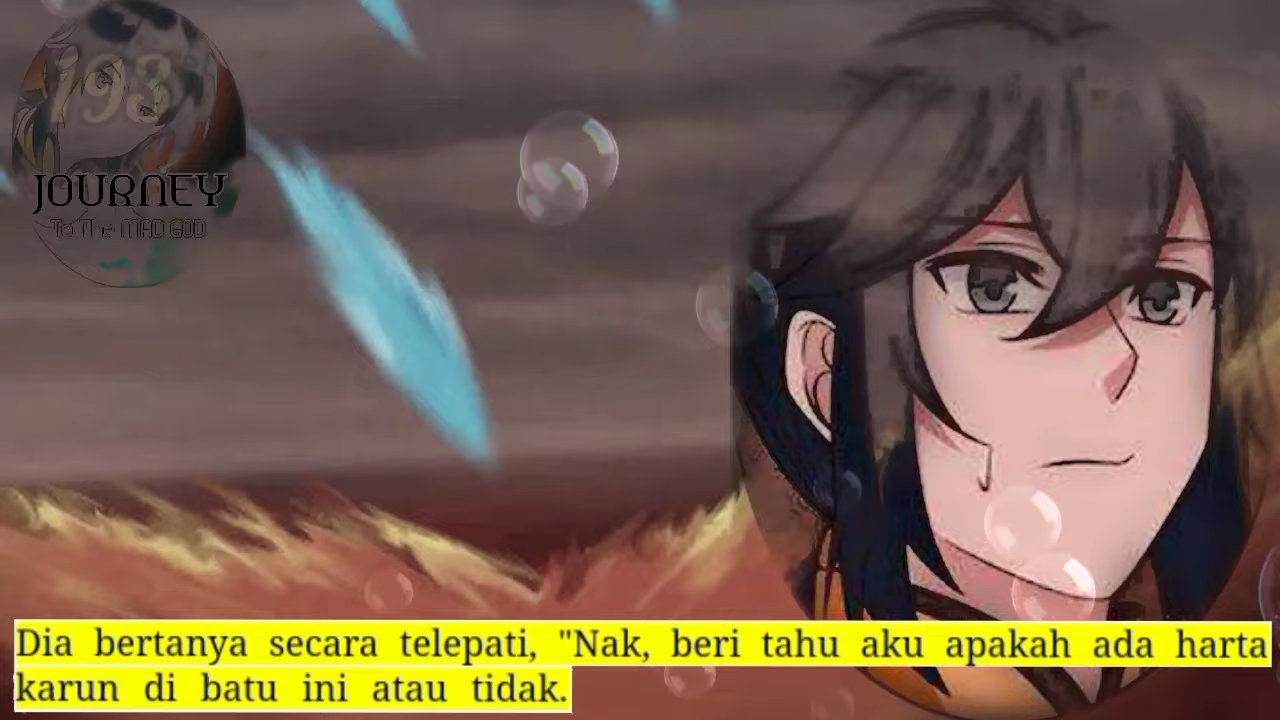 193
JOURNEY
To The MAD GOD
Dia bertanya secara telepati, "Nak, beri tahu aku apakah ada harta
karun di batu ini atau tidak.